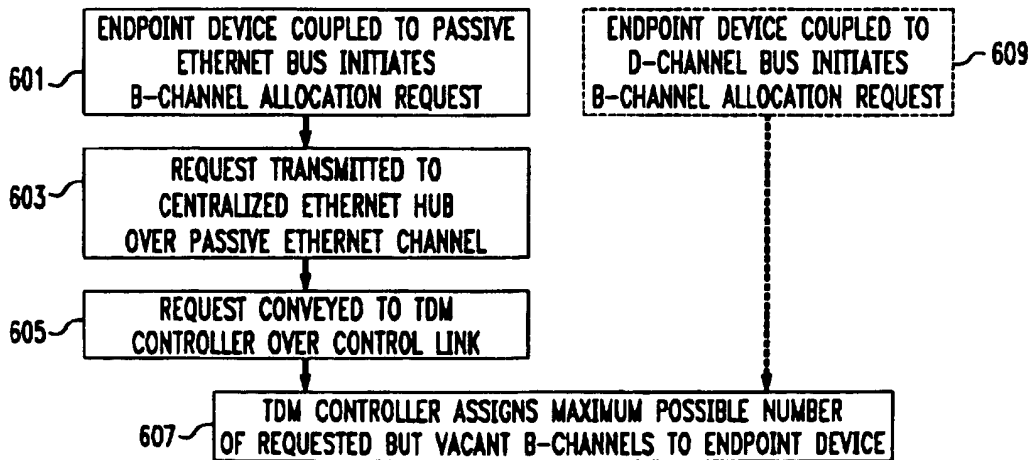 601
ENDPOINT DEVICE COUPLED TO PASSIVE
ETHERNET BUS INITIATES
B-CHANNEL ALLOCATION REQUEST
ENDPOINT DEVICE COUPLED TO
D-CHANNEL BUS INITIATES
B-CHANNEL ALLOCATION REQUEST
609
603
REQUEST TRANSMITTED TO
CENTRALIZED ETHERNET HUB
OVER PASSIVE ETHERNET CHANNEL
605
REQUEST CONVEYED TO TDM
CONTROLLER OVER CONTROL LINK
607
TDM CONTROLLER ASSIGNS MAXIMUM POSSIBLE NUMBER
OF REQUESTED BUT VACANT B-CHANNELS TO ENDPOINT DEVICE